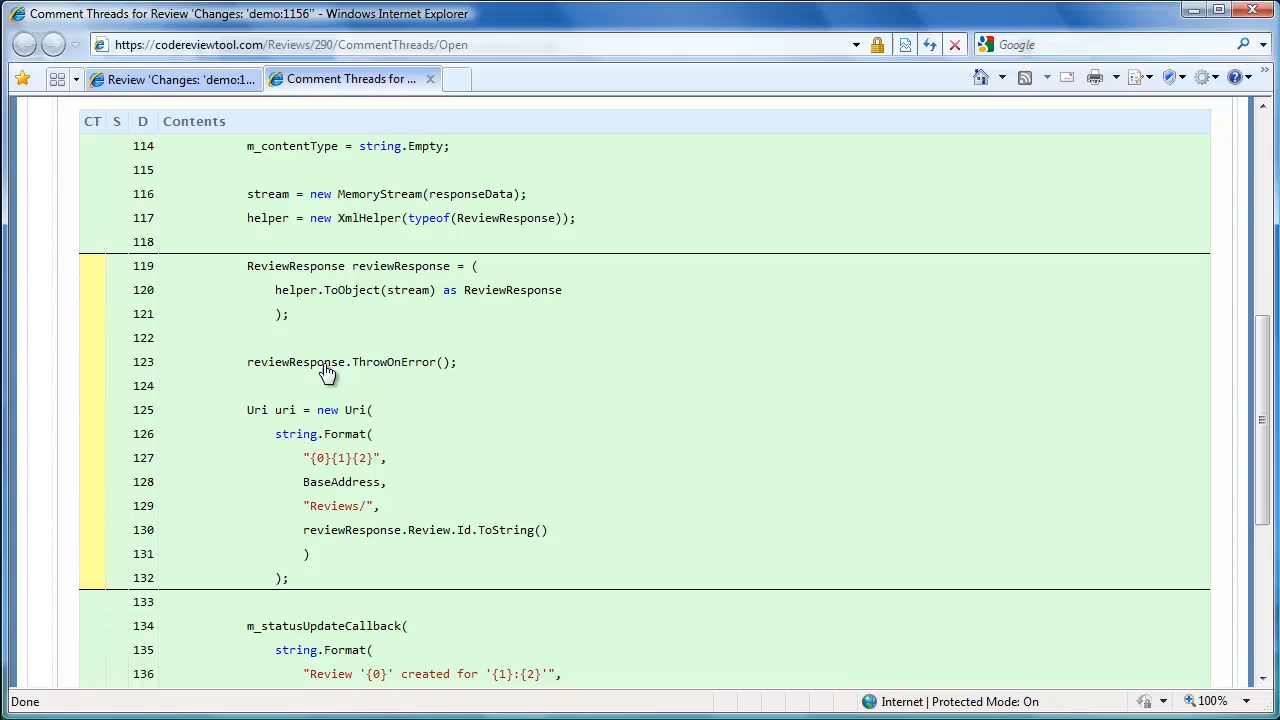 Comment Threads for Review 'Changes: 'demo:1156'' - Windows Internet Explorer
https://codereviewtool.com/Reviews/290/CommentThreads/Open
Google
Review 'Changes: 'demo:1...
Comment Threads for ...
CT S D Contents
114 m_contentType = string.Empty;
115
116 stream = new MemoryStream(responseData);
117 helper = new XmlHelper(typeof(ReviewResponse));
118
119 ReviewResponse reviewResponse = (
120 helper.ToObject(stream) as ReviewResponse
121 );
122
123 reviewResponse.ThrowOnError();
124
125 Uri uri = new Uri(
126 string.Format(
127 "{0}{1}{2}",
128 BaseAddress,
129 "Reviews/",
130 reviewResponse.Review.Id.ToString()
131 )
132 );
133
134 m_statusUpdateCallback(
135 string.Format(
136 "Review '{0}' created for '{1}:{2}'",
Done
Internet | Protected Mode: On
100%